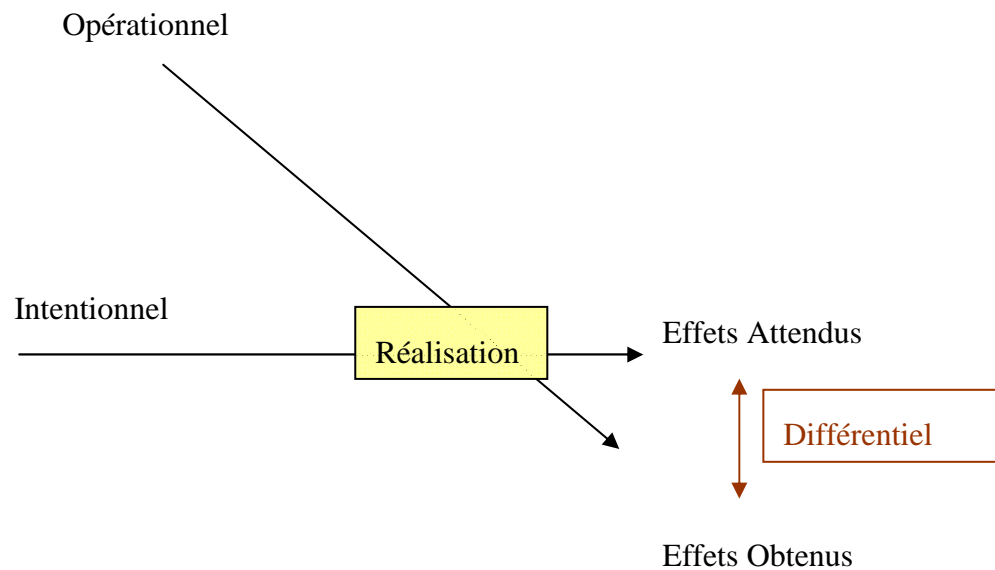 Opérationnel
Intentionnel
Réalisation
Effets Attendus
Différentiel
Effets Obtenus